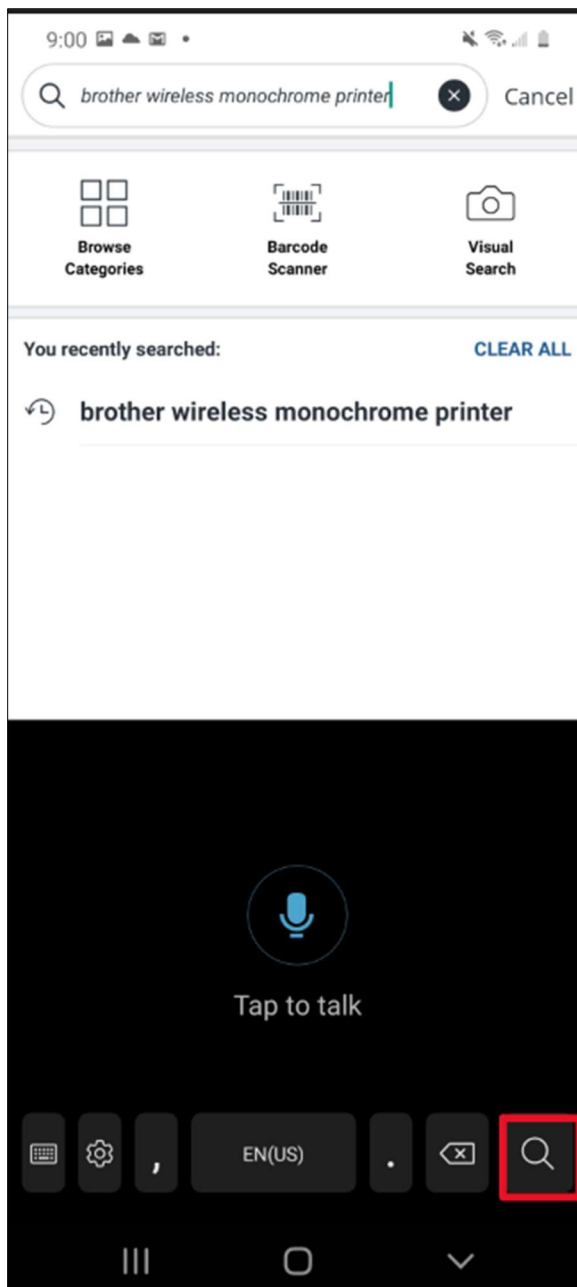 9:00
brother wireless monochrome printer
Cancel
Browse
Categories
Barcode
Scanner
Visual
Search
You recently searched:
CLEAR ALL
brother wireless monochrome printer
Tap to talk
,
EN(US)
.